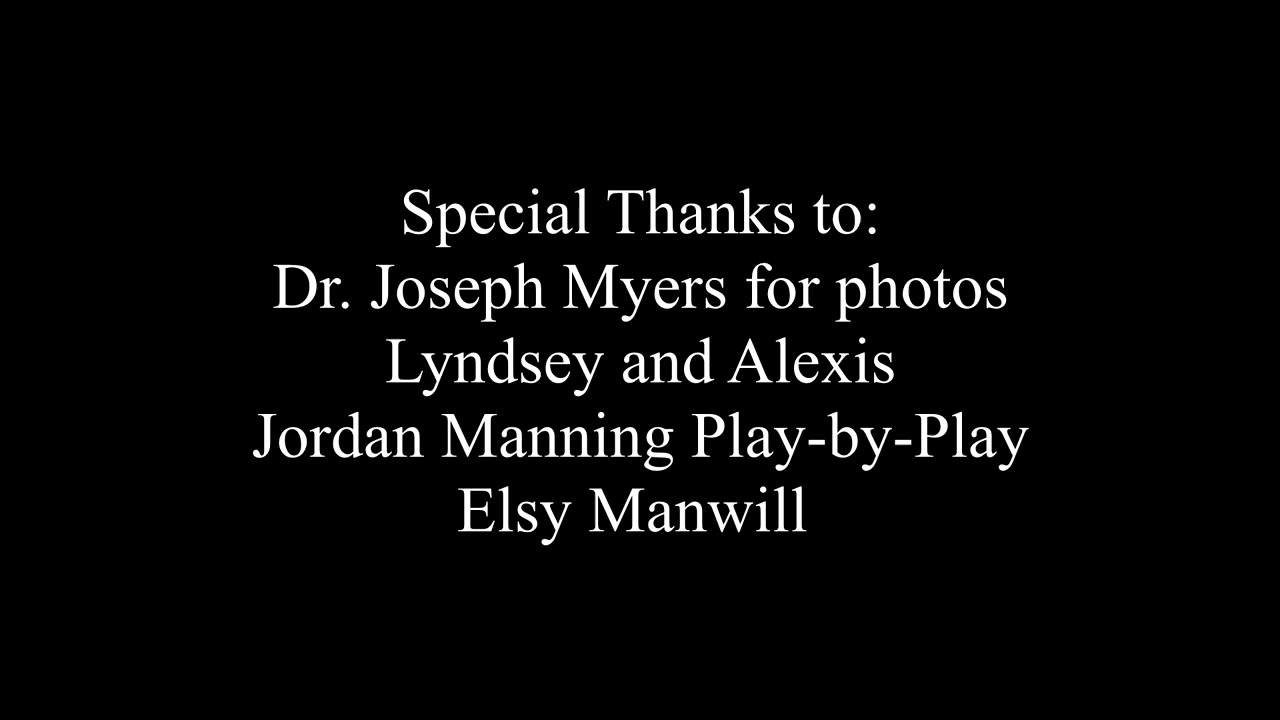 Special Thanks to:
Dr. Joseph Myers for photos
Lyndsey and Alexis
Jordan Manning Play-by-Play
Elsy Manwill